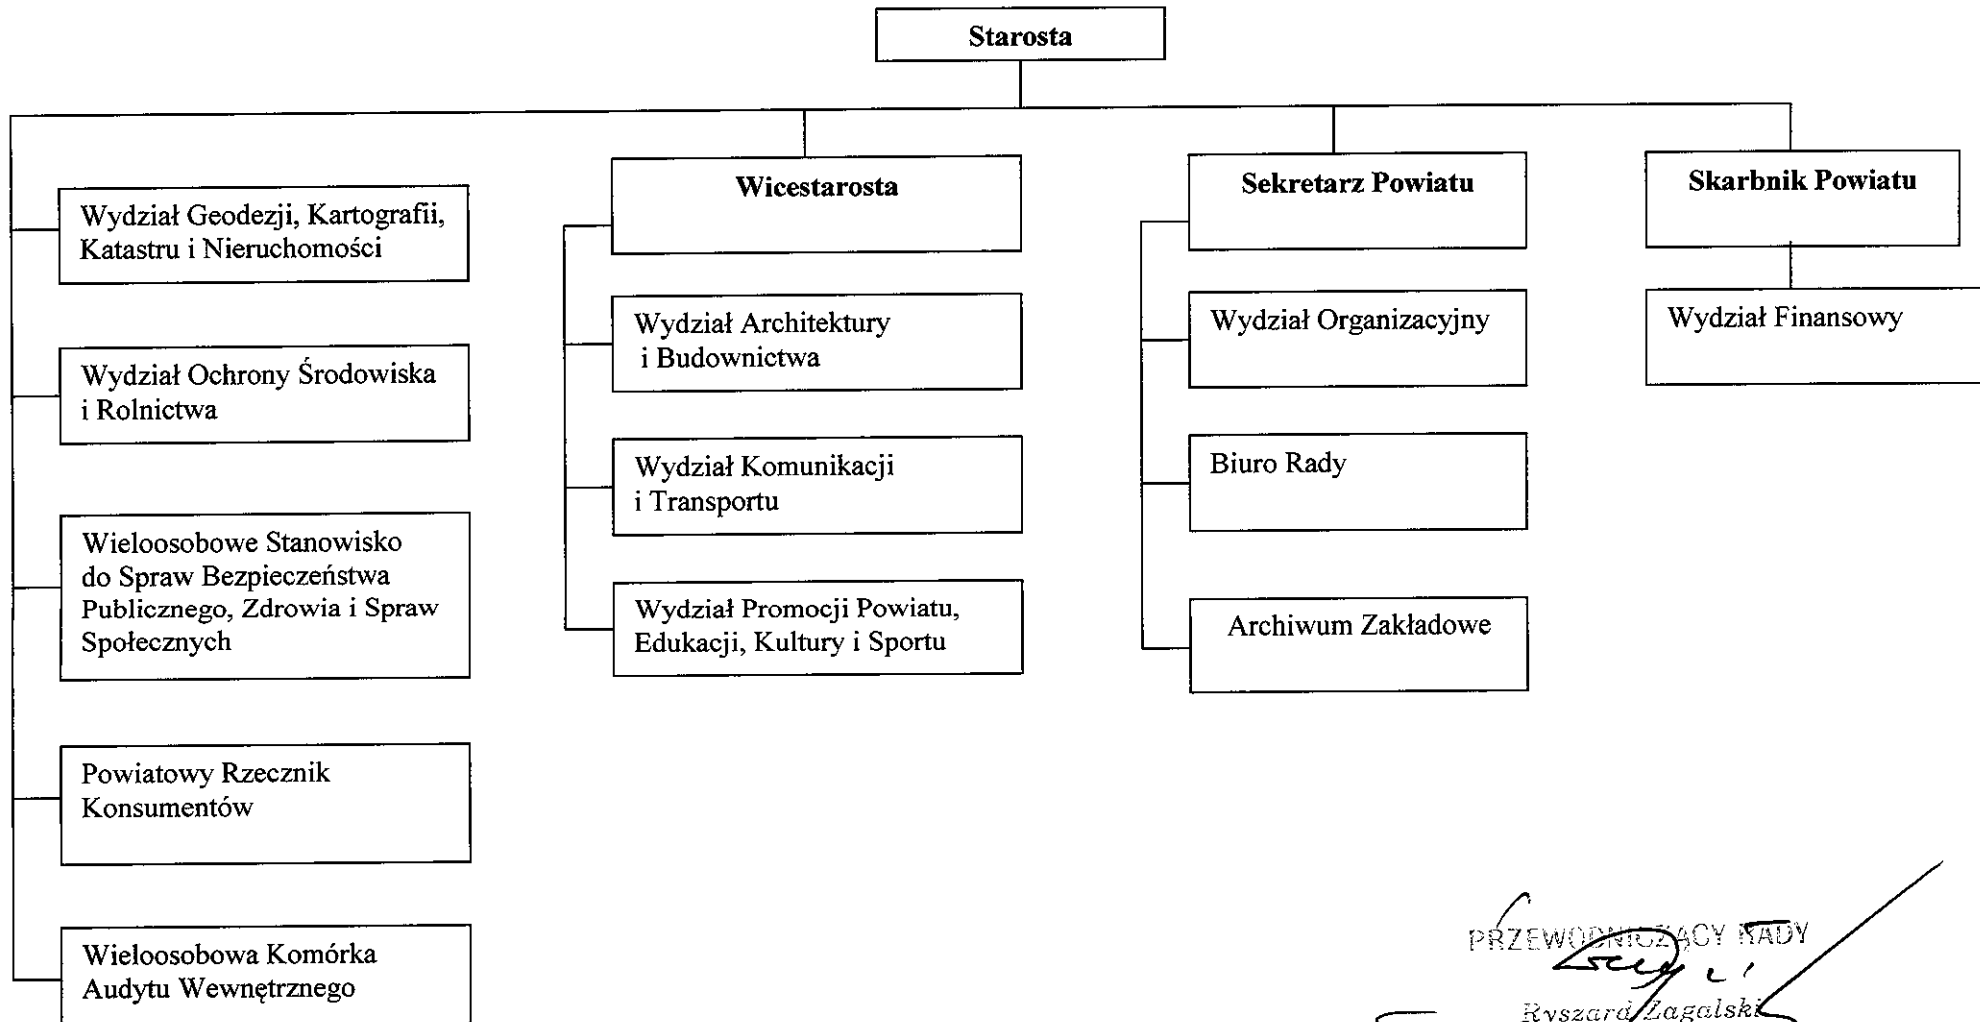 Starosta
Wydział Geodezji, Kartografii,
Katastru i Nieruchomości
Wydział Ochrony Środowiska
i Rolnictwa
Wieloosobowe Stanowisko
do Spraw Bezpieczeństwa
Publicznego, Zdrowia i Spraw
Społecznych
Powiatowy Rzecznik
Konsumentów
Wieloosobowa Komórka
Audytu Wewnętrznego
Wicestarosta
Wydział Architektury
i Budownictwa
Wydział Komunikacji
i Transportu
Wydział Promocji Powiatu,
Edukacji, Kultury i Sportu
Sekretarz Powiatu
Wydział Organizacyjny
Biuro Rady
Archiwum Zakładowe
Skarbnik Powiatu
Wydział Finansowy
PRZEWODNICZĄCY RADY
Ryszard Zagalski